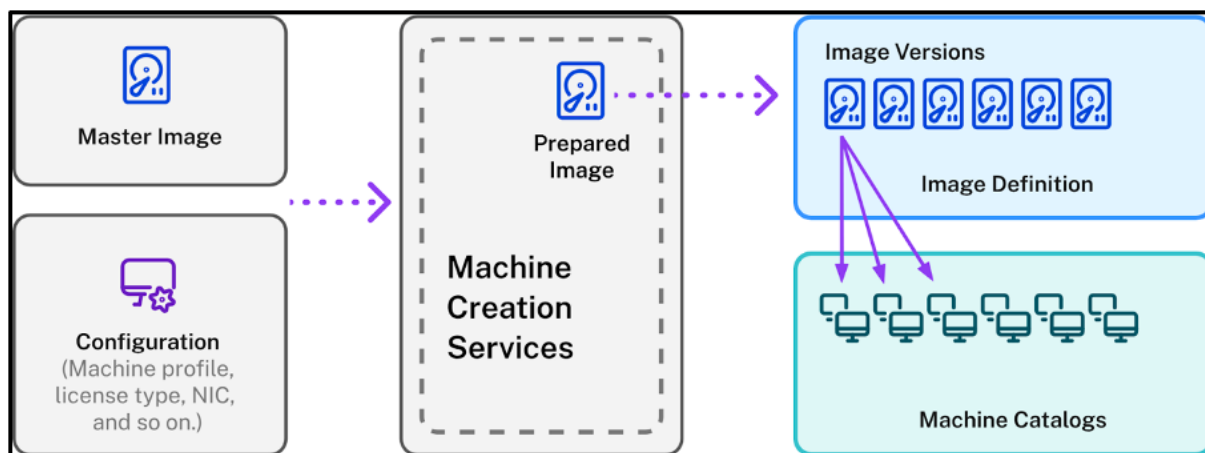 Master Image
Configuration
(Machine profile,
license type, NIC,
and so on.)
Prepared
Image
Machine
Creation
Services
Image Versions
Image Definition
Machine Catalogs